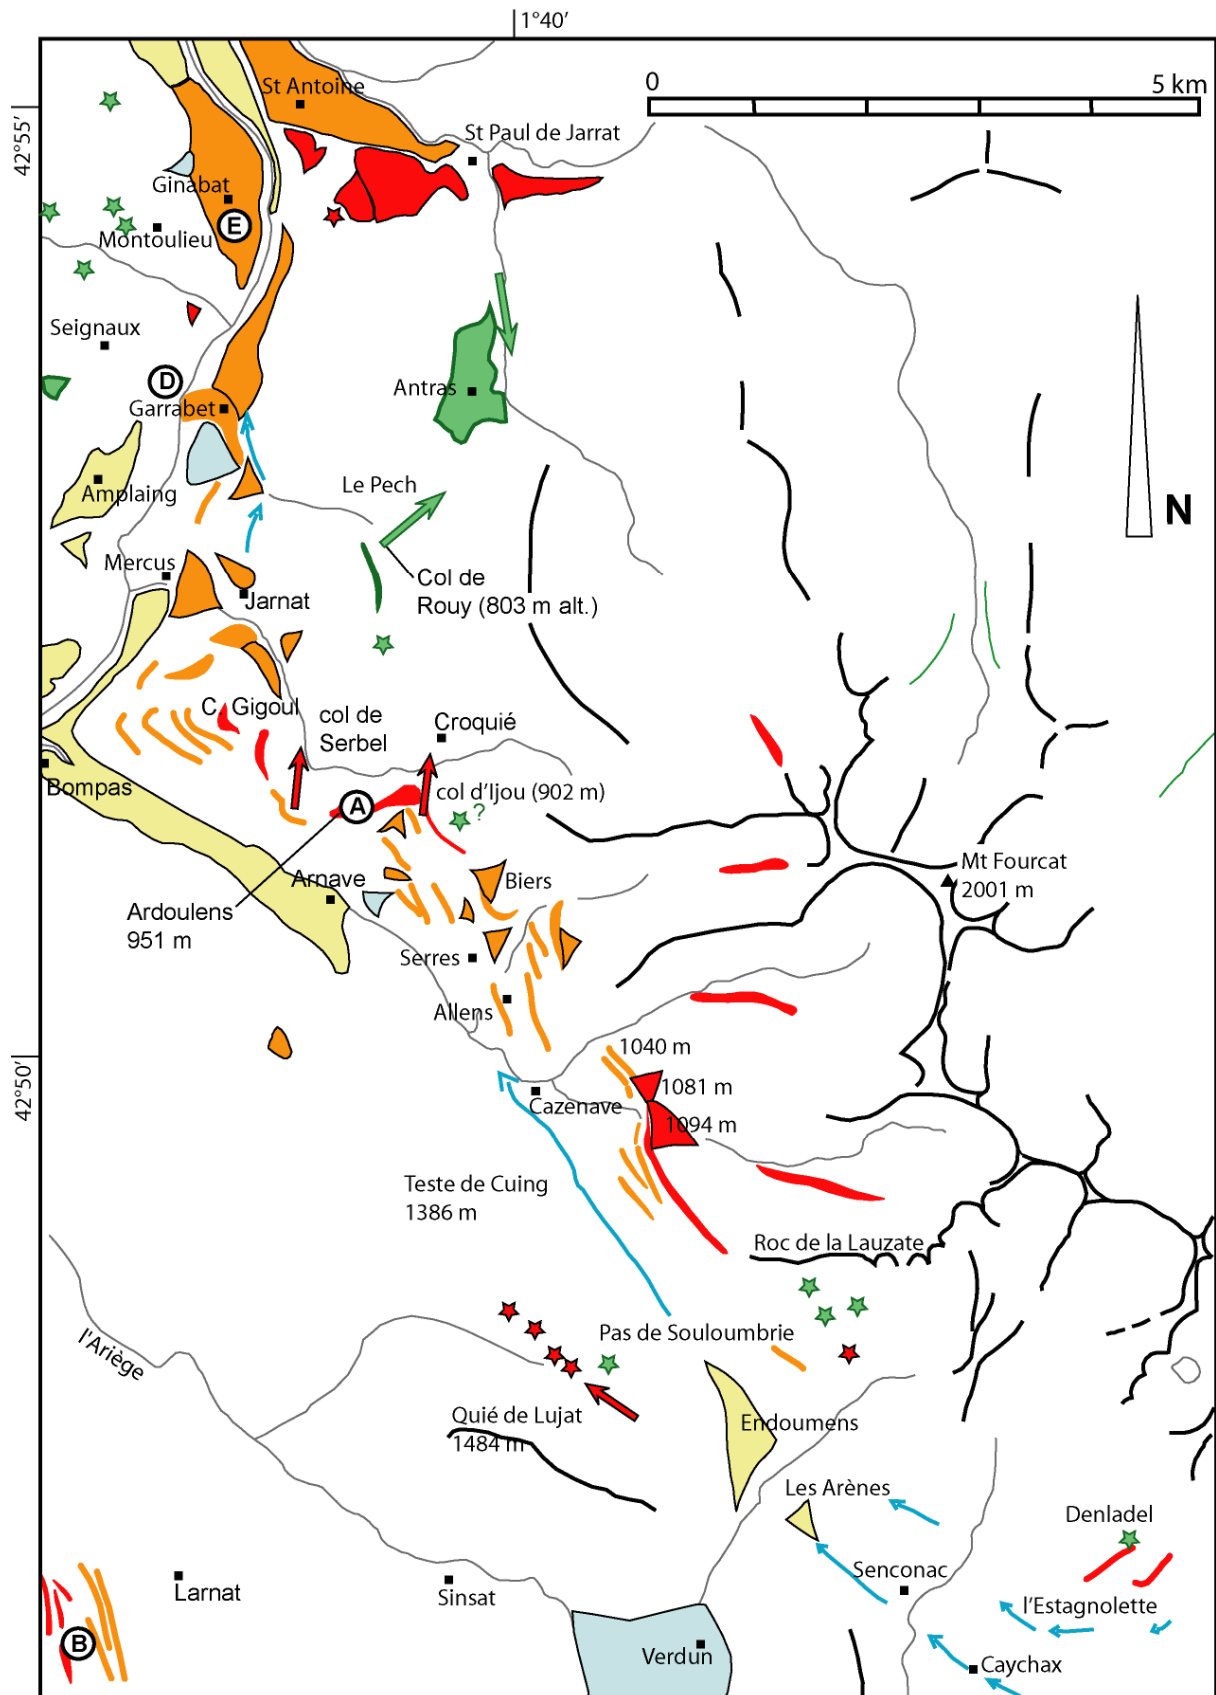 1°40’
0
5 km
42°55’
St Antoine
St Paul de Jarrat
Ginabat
E
Montoulieu
Seignaux
D
Antras
Garrabet
Le Pech
Amplaing
N
Mercus
Col de
Rouy (803 m alt.)
Jarnat
C. Gigoul
col de
Serbel
Croquié
Bompas
A
col d’Ijou (902 m)
?
Mt Fourcat
2001 m
Arnave
Biers
Ardoulens
951 m
Serres
Allens
42°50’
1040 m
1081 m
Cazenave
1094 m
Teste de Cuing
1386 m
Roc de la Lauzate
l'Ariège
Pas de Souloumbrie
Quié de Lujat
1484 m
Endoumens
Les Arènes
Denladel
Senconac
Larnat
Sinsat
l’Estagnolette
B
Verdun
Caychax